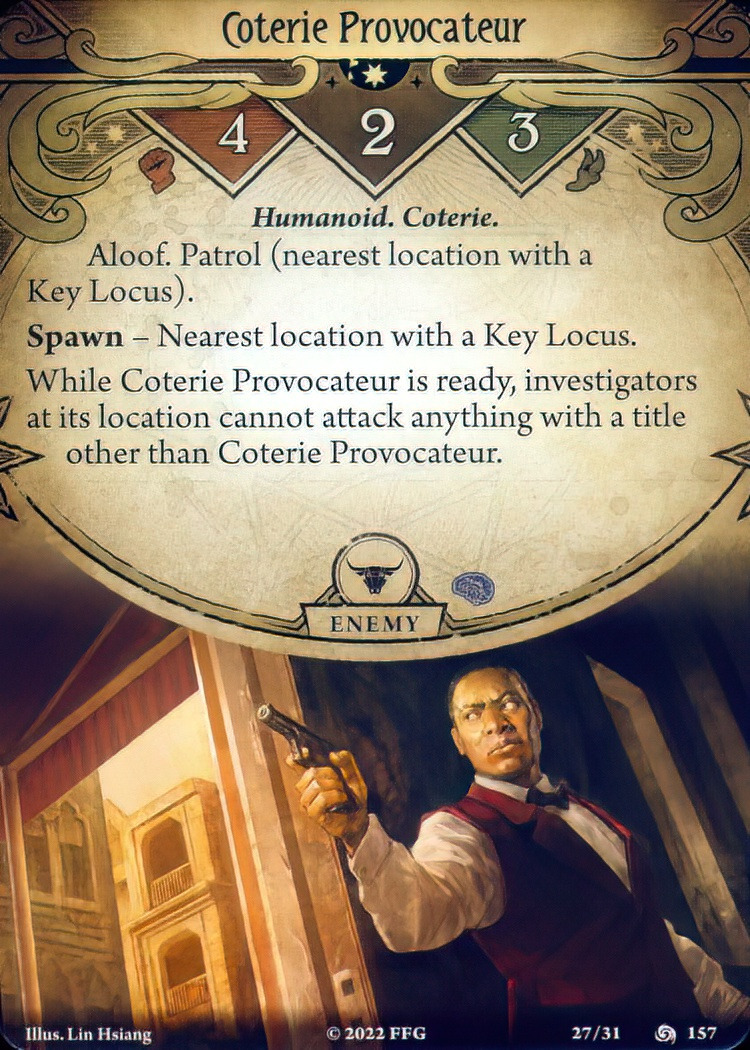 Coterie Provocateur
4 2 3
Humanoid. Coterie.
Aloof. Patrol (nearest location with a
Key Locus).
Spawn – Nearest location with a Key Locus.
While Coterie Provocateur is ready, investigators
at its location cannot attack anything with a title
other than Coterie Provocateur.
ENEMY
Illus. Lin Hsiang © 2022 FFG 27/31 157